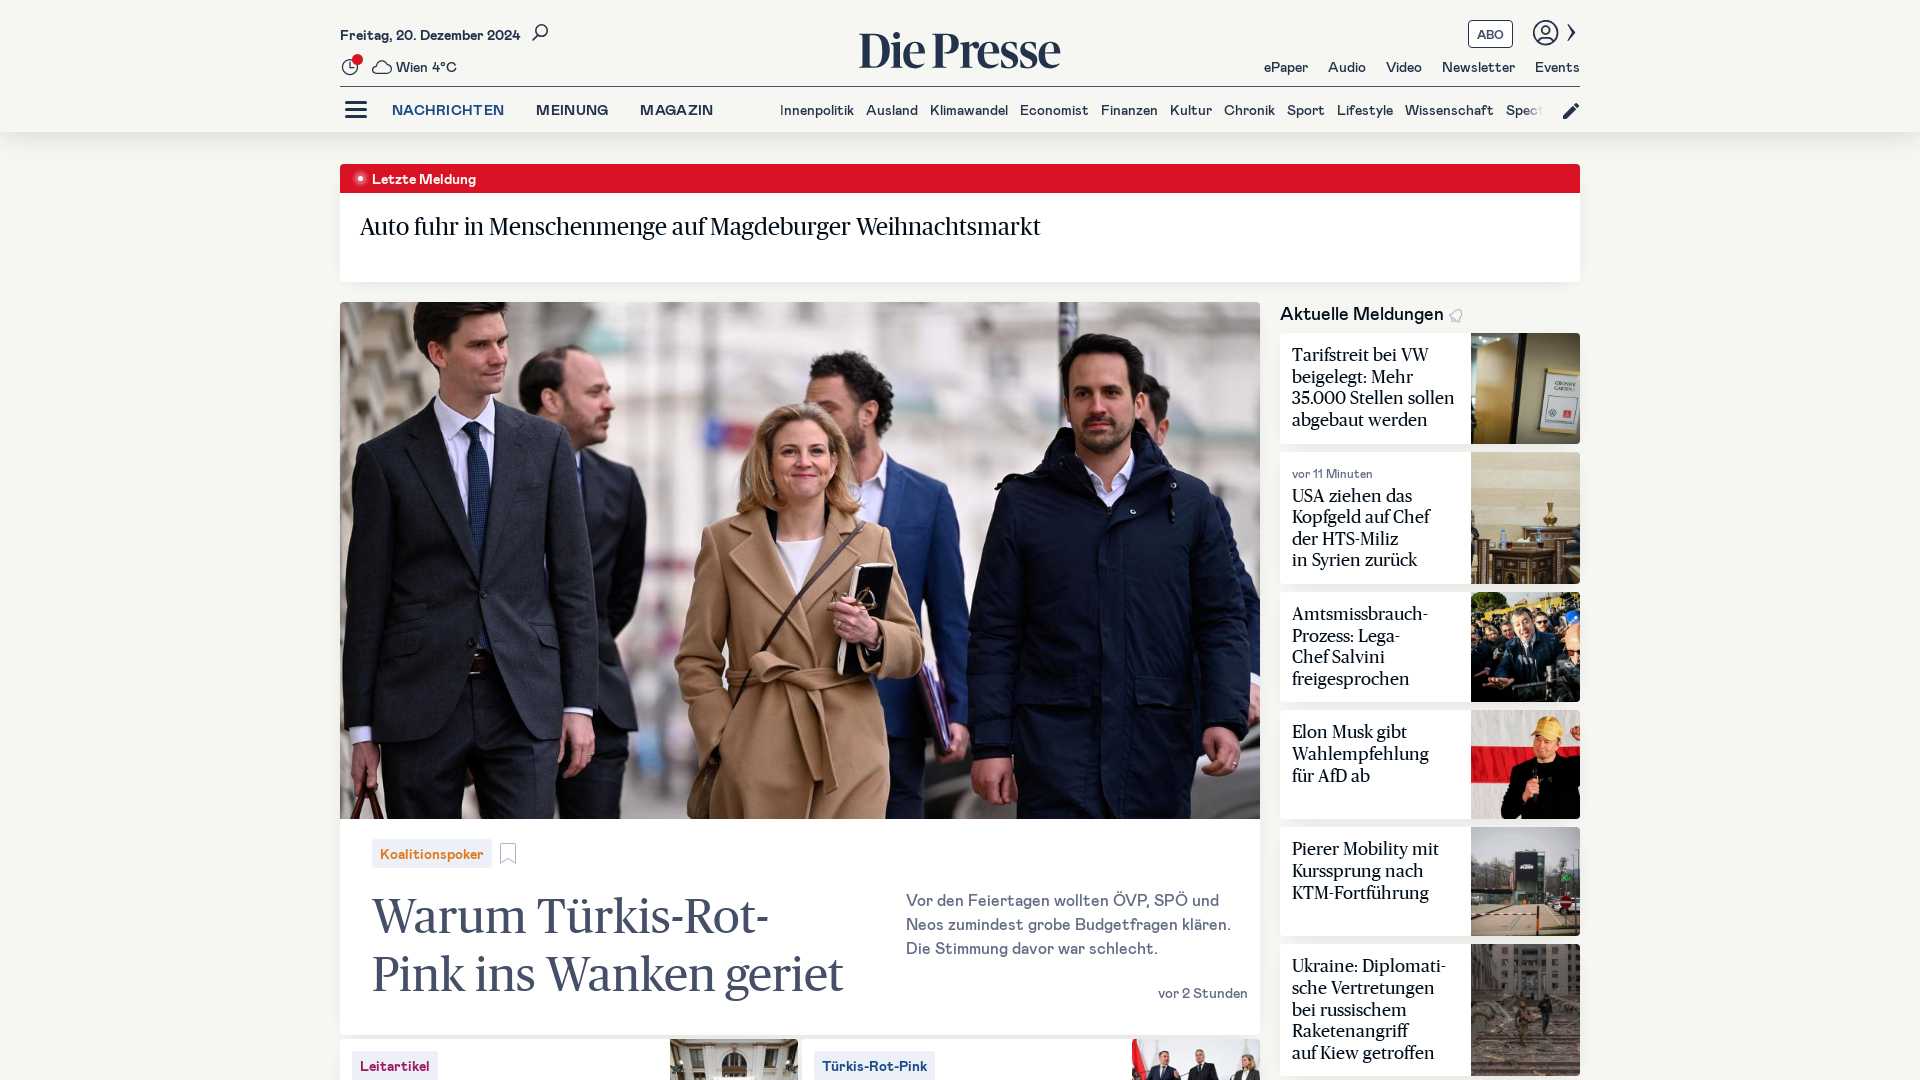 Freitag, 20. Dezember 2024
Wien 4°C
Die Presse
ABO
ePaper Audio Video Newsletter Events
NACHRICHTEN MEINUNG MAGAZIN
Innenpolitik Ausland Klimawandel Economist Finanzen Kultur Chronik Sport Lifestyle Wissenschaft Spect
Letzte Meldung
Auto fuhr in Menschenmenge auf Magdeburger Weihnachtsmarkt
Koalitionspoker
Warum Türkis-Rot-
Pink ins Wanken geriet
Vor den Feiertagen wollten ÖVP, SPÖ und
Neos zumindest grobe Budgetfragen klären.
Die Stimmung davor war schlecht.
vor 2 Stunden
Leitartikel
Türkis-Rot-Pink
Aktuelle Meldungen
Tarifstreit bei VW
beigelegt: Mehr
35.000 Stellen sollen
abgebaut werden
vor 11 Minuten
USA ziehen das
Kopfgeld auf Chef
der HTS-Miliz
in Syrien zurück
Amtsmissbrauch-
Prozess: Lega-
Chef Salvini
freigesprochen
Elon Musk gibt
Wahlempfehlung
für AfD ab
Pierer Mobility mit
Kurssprung nach
KTM-Fortführung
Ukraine: Diplomati-
sche Vertretungen
bei russischem
Raketenangriff
auf Kiew getroffen